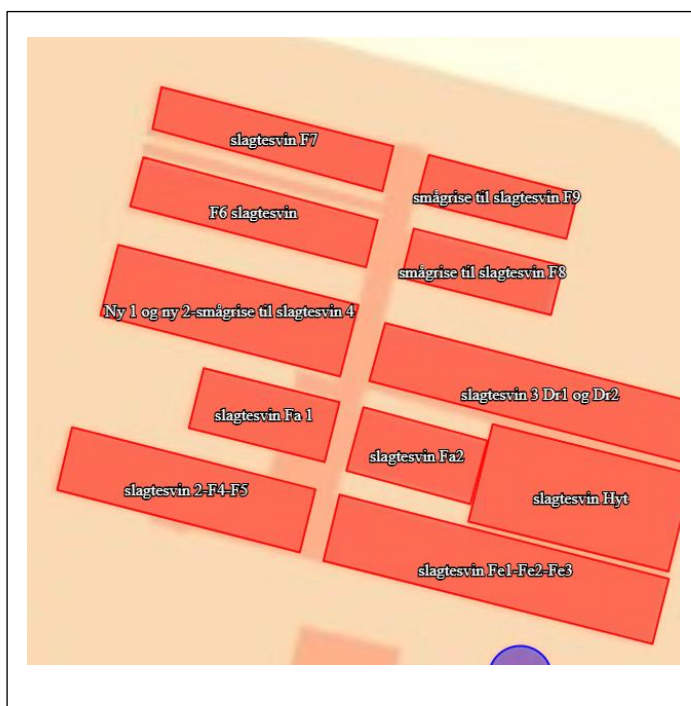 slagtesvin F7
smågrise til slagtesvin F9
F6 slagtesvin
smågrise til slagtesvin F8
Ny 1 og ny 2-smågrise til slagtesvin 4
slagtesvin 3 Dr1 og Dr2
slagtesvin Fa 1
slagtesvin Fa2
slagtesvin 2-F4-F5
slagtesvin Hyt
slagtesvin Fe1-Fe2-Fe3